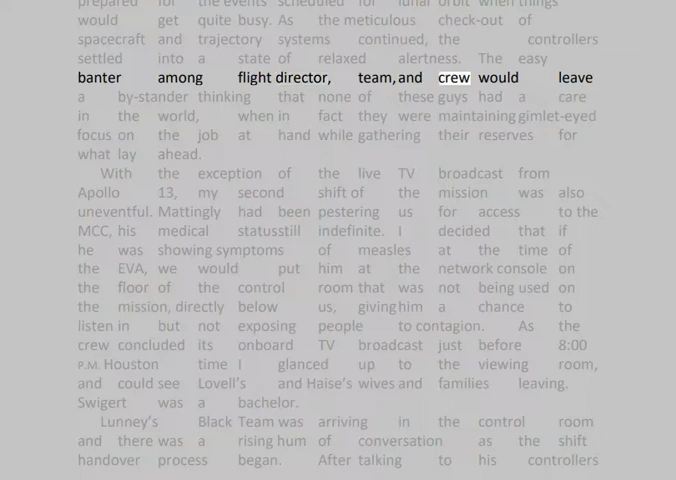 prepared for the events scheduled for lunar orbit when things
would get quite busy. As the meticulous check-out of
spacecraft and trajectory systems continued, the controllers
settled into a state of relaxed alertness. The easy
banter among flight director, team, and crew would leave
a by-stander thinking that none of these guys had a care
in the world, when in fact they were maintaining gimlet-eyed
focus on the job at hand while gathering their reserves for
what lay ahead.
With the exception of the live TV broadcast from
Apollo 13, my second shift of the mission was also
uneventful. Mattingly had been pestering us for access to the
MCC, his medical statusstill indefinite. I decided that if
he was showing symptoms of measles at the time of
the EVA, we would put him at the network console on
the floor of the control room that was not being used on
the mission, directly below us, giving him a chance to
listen in but not exposing people to contagion. As the
crew concluded its onboard TV broadcast just before 8:00
P.M. Houston time I glanced up to the viewing room,
and could see Lovell's and Haise's wives and families leaving.
Swigert was a bachelor.
Lunney's Black Team was arriving in the control room
and there was a rising hum of conversation as the shift
handover process began. After talking to his controllers